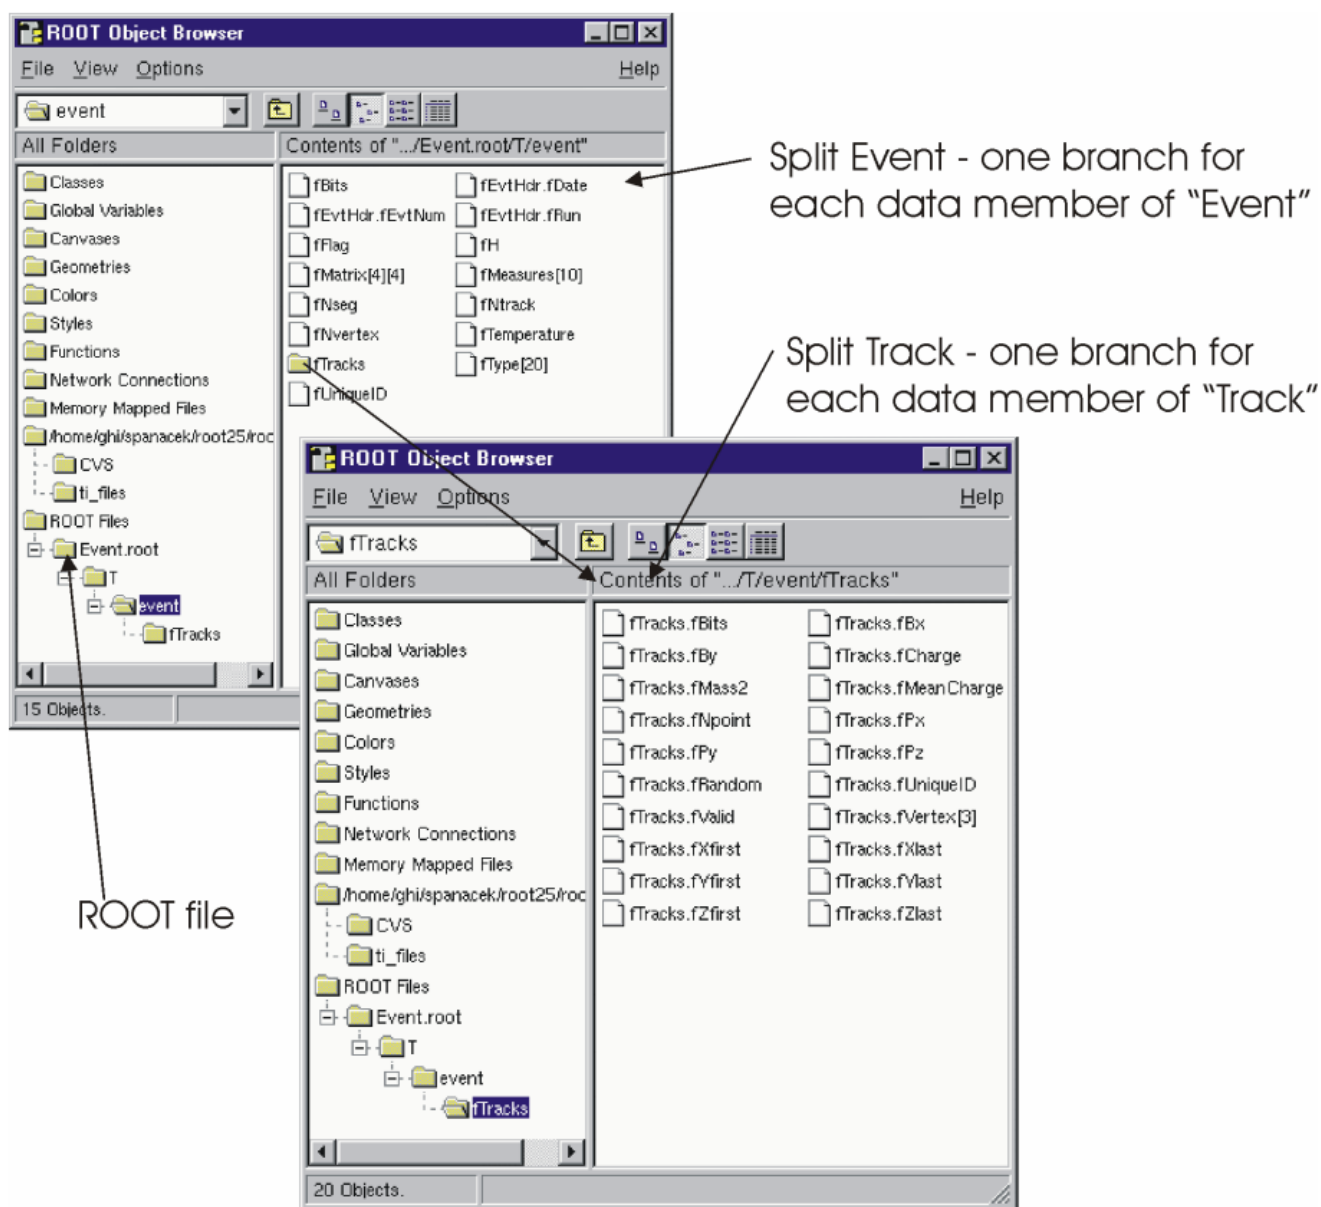 ROOT Object Browser
File View Options Help
event
All Folders
Contents of ".../Event.root/T/event"
Classes
Global Variables
Canvases
Geometries
Colors
Styles
Functions
Network Connections
Memory Mapped Files
/home/ghi/spanacek/root25/roc
CVS
ti_files
ROOT Files
Event.root
T
event
fTracks
fBits fEvtHdr.fDate
fEvtHdr.fEvtNum fEvtHdr.fRun
fFlag fH
fMatrix[4][4] fMeasures[10]
fNseg fNtrack
fNvertex fTemperature
fTracks fType[20]
fUniqueID
15 Objects.
Split Event - one branch for
each data member of "Event"
Split Track - one branch for
each data member of "Track"
ROOT file
ROOT Object Browser
File View Options Help
fTracks
All Folders
Contents of ".../T/event/fTracks"
Classes
Global Variables
Canvases
Geometries
Colors
Styles
Functions
Network Connections
Memory Mapped Files
/home/ghi/spanacek/root25/roc
CVS
ti_files
ROOT Files
Event.root
T
event
fTracks
fTracks.fBits fTracks.fBx
fTracks.fBy fTracks.fCharge
fTracks.fMass2 fTracks.fMeanCharge
fTracks.fNpoint fTracks.fPx
fTracks.fPy fTracks.fPz
fTracks.fRandom fTracks.fUniqueID
fTracks.fValid fTracks.fVertex[3]
fTracks.fXfirst fTracks.fXlast
fTracks.fYfirst fTracks.fYlast
fTracks.fZfirst fTracks.fZlast
20 Objects.